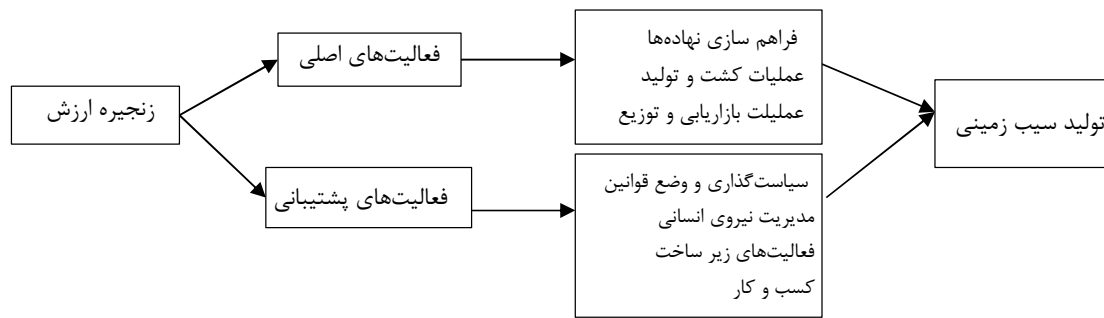 زنجیره ارزش
فعالیت‌های اصلی
فعالیت‌های پشتیبانی
فراهم سازی نهاده‌ها
عملیات کشت و تولید
عملیلت بازاریابی و توزیع
سیاست‌گذاری و وضع قوانین
مدیریت نیروی انسانی
فعالیت‌های زیر ساخت
کسب و کار
تولید سیب زمینی